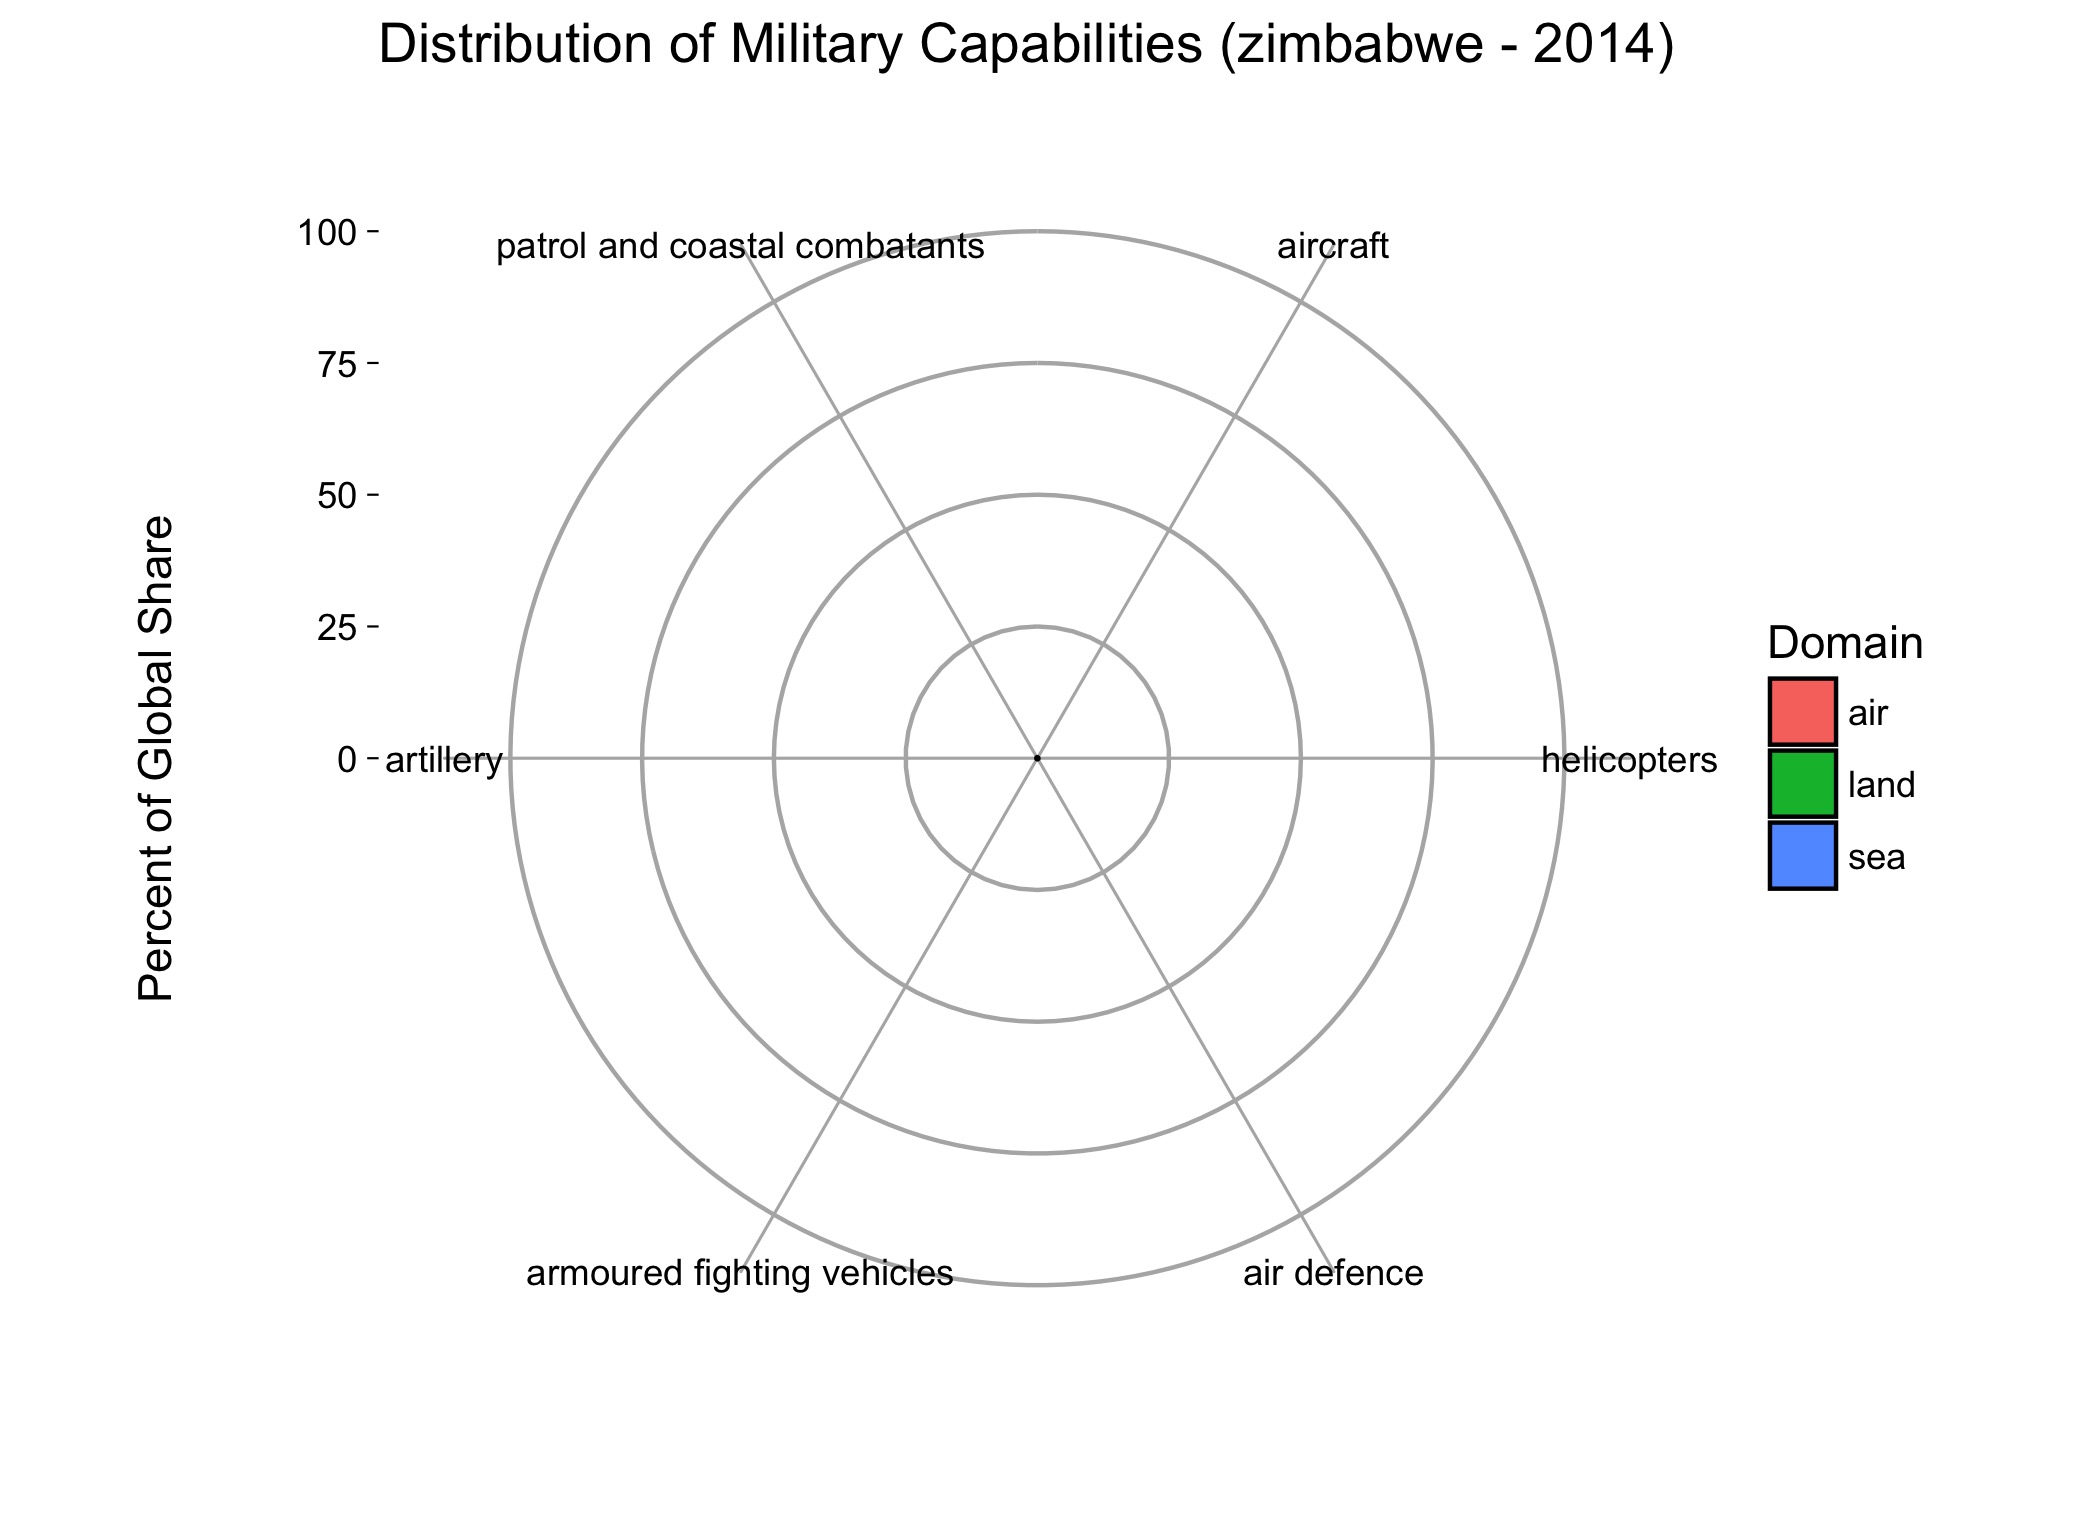 Distribution of Military Capabilities (zimbabwe - 2014)
Percent of Global Share
100
75
50
25
0
patrol and coastal combatants
aircraft
artillery
helicopters
armoured fighting vehicles
air defence
Domain
air
land
sea